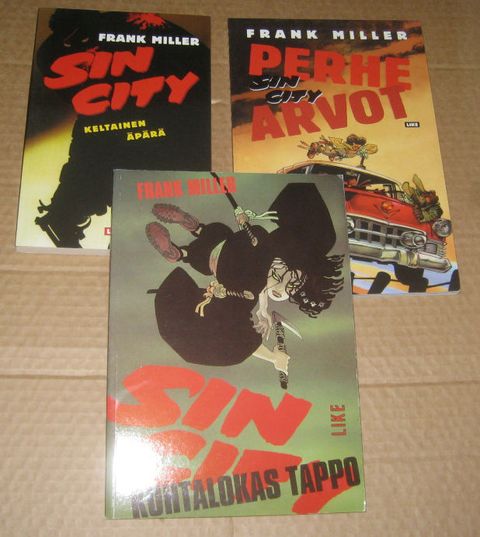 FRANK MILLER
SIN
CITY
KELTAINEN
ÄPÄRÄ
FRANK MILLER
PERHE
SIN
CITY
ARVOT
LIKE
FRANK MILLER
SIN
CITY
LIKE
KOHTALOKAS TAPPO